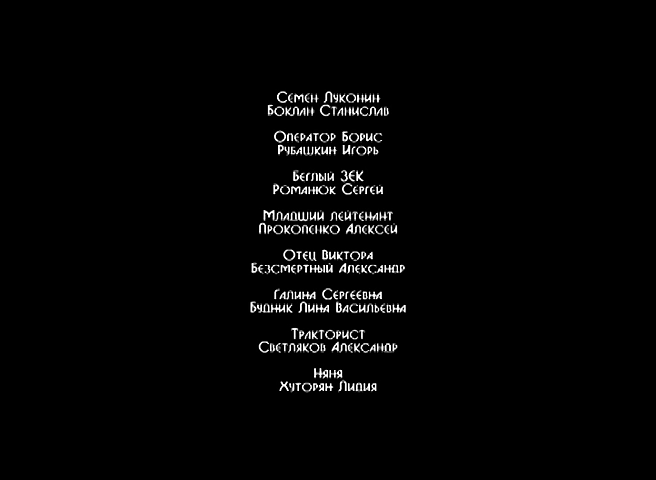 Семен Луконин
Боклан Станислав
Оператор Борис
Рубашкин Игорь
Беглый ЗЕК
Романюк Сергей
Младший лейтенант
Прокопенко Алексей
Отец Виктора
Безсмертный Александр
Галина Сергеевна
Будник Лина Васильевна
Тракторист
Светляков Александр
Няня
Хуторян Лидия